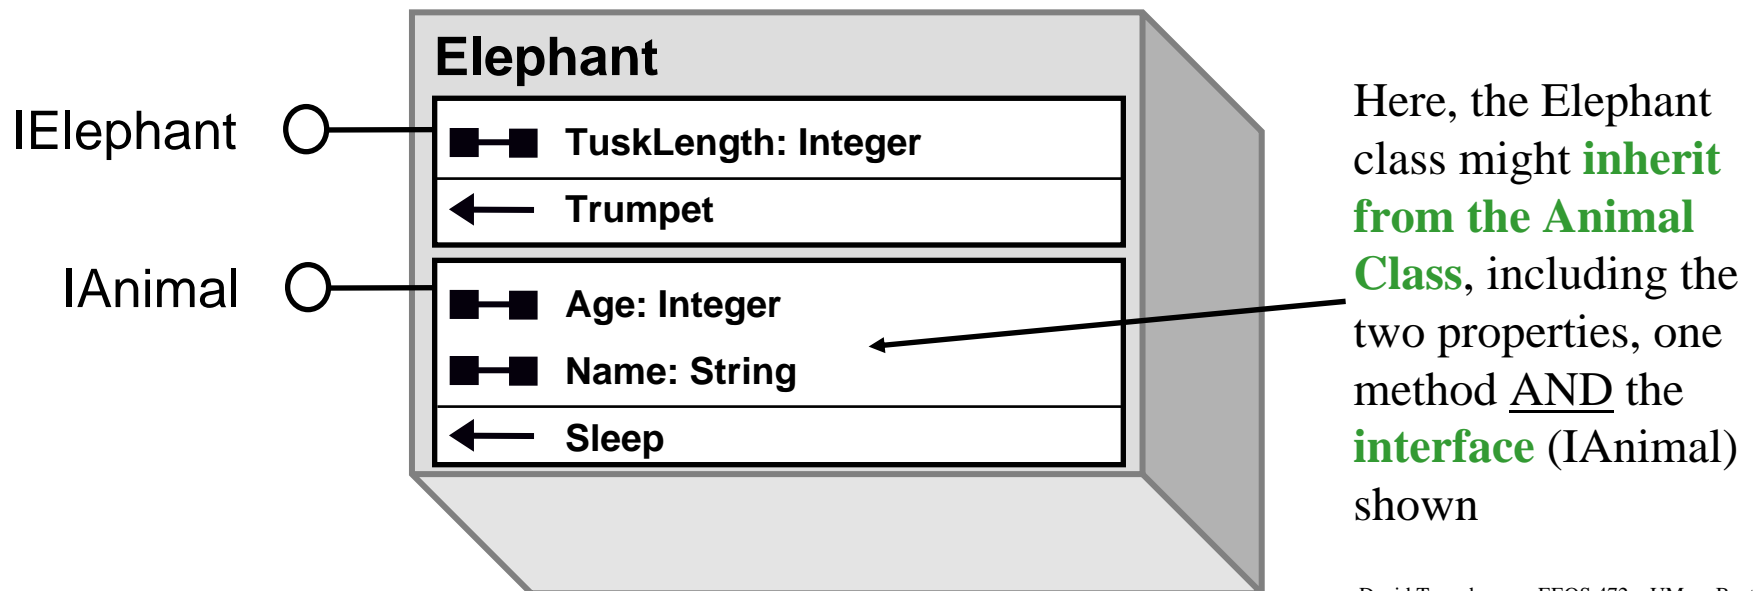 Elephant
IElephant
TuskLength: Integer
Trumpet
IAnimal
Age: Integer
Name: String
Sleep
Here, the Elephant
class might inherit
from the Animal
Class, including the
two properties, one
method AND the
interface (IAnimal)
shown